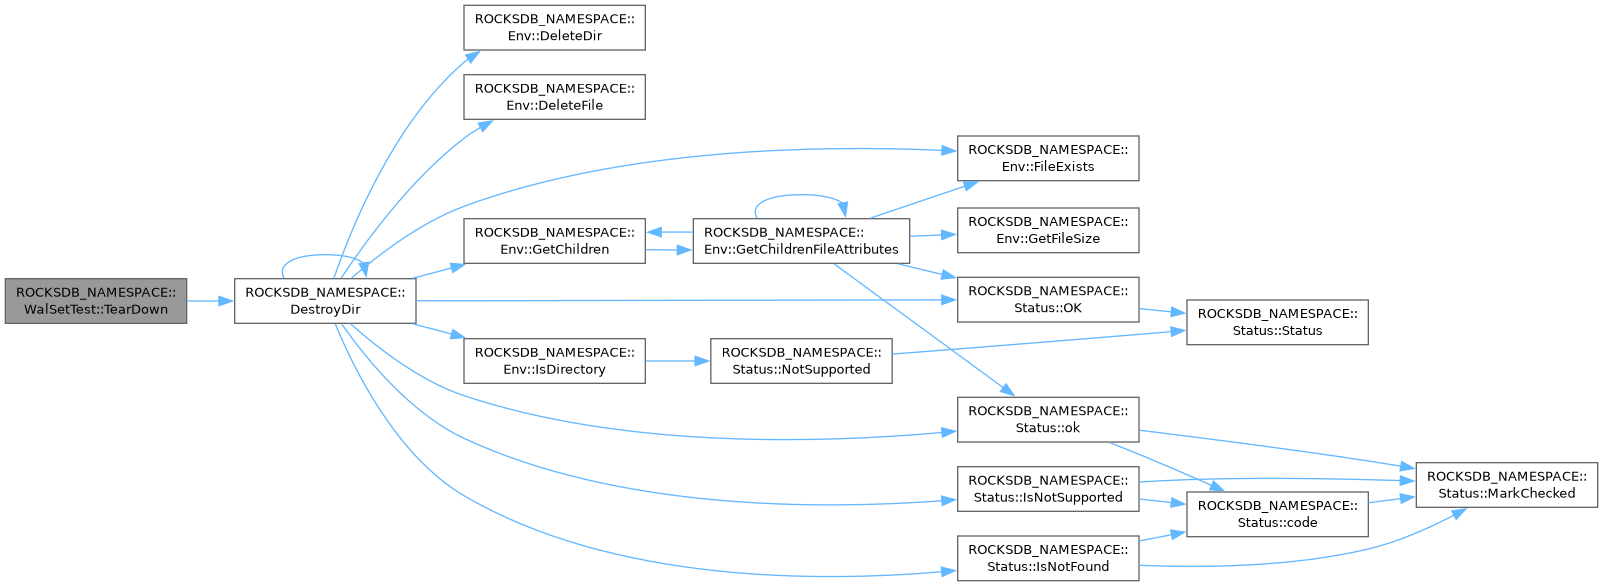 ROCKSDB_NAMESPACE::
WalSetTest::TearDown
ROCKSDB_NAMESPACE::
DestroyDir
ROCKSDB_NAMESPACE::
Env::DeleteDir
ROCKSDB_NAMESPACE::
Env::DeleteFile
ROCKSDB_NAMESPACE::
Env::GetChildren
ROCKSDB_NAMESPACE::
Env::IsDirectory
ROCKSDB_NAMESPACE::
Env::GetChildrenFileAttributes
ROCKSDB_NAMESPACE::
Status::NotSupported
ROCKSDB_NAMESPACE::
Env::FileExists
ROCKSDB_NAMESPACE::
Env::GetFileSize
ROCKSDB_NAMESPACE::
Status::OK
ROCKSDB_NAMESPACE::
Status::ok
ROCKSDB_NAMESPACE::
Status::IsNotSupported
ROCKSDB_NAMESPACE::
Status::IsNotFound
ROCKSDB_NAMESPACE::
Status::Status
ROCKSDB_NAMESPACE::
Status::code
ROCKSDB_NAMESPACE::
Status::MarkChecked